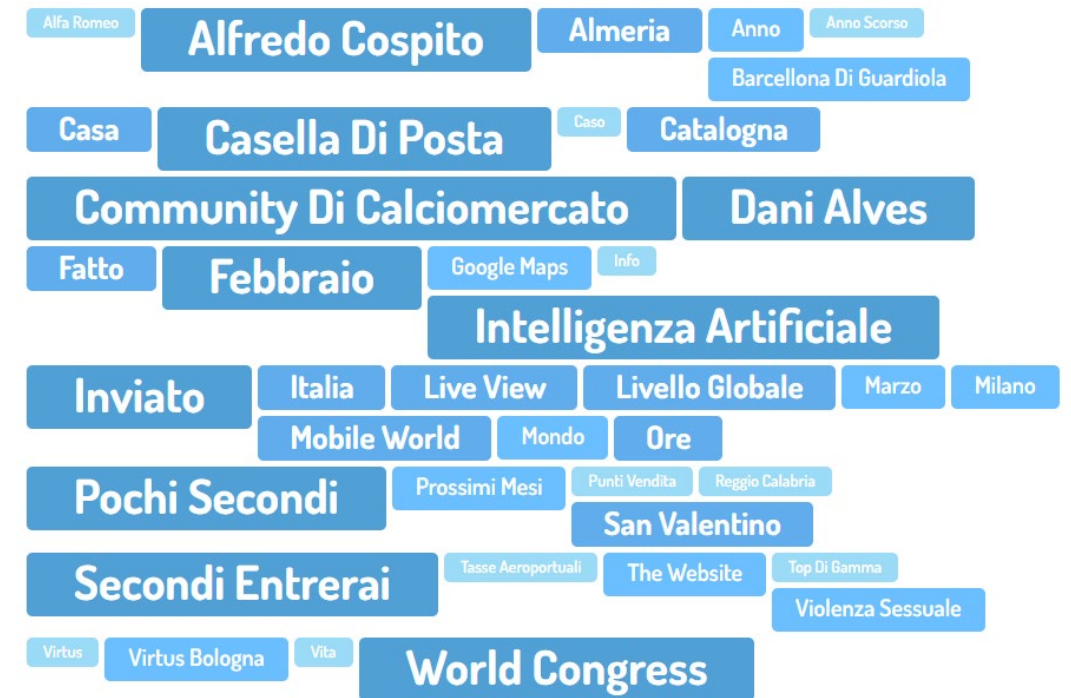 Alfa Romeo Alfredo Cospito Almeria Anno Anno Scorso
Barcellona Di Guardiola
Casa Casella Di Posta Caso Catalogna
Community Di Calciomercato Dani Alves
Fatto Febbraio Google Maps Info
Intelligenza Artificiale
Inviato Italia Live View Livello Globale Marzo Milano
Mobile World Mondo Ore
Pochi Secondi Prossimi Mesi Punti Vendita Reggio Calabria
San Valentino
Secondi Entrerai Tasse Aeroportuali The Website Top Di Gamma
Violenza Sessuale
Virtus Virtus Bologna Vita World Congress